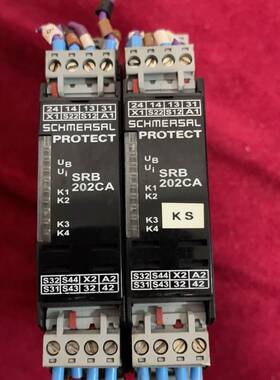 24 14 13 31
X1 S22 S12 A1
SCHMERSAL
PROTECT
UB
Ui
SRB
202CA
K1
K2
K3
K4
S32 S44 X2 A2
S31 S43 32 42
24 14 13 31
X1 S22 S12 A1
SCHMERSAL
PROTECT
UB
Ui
SRB
202CA
K1
K2
K3
K4
KS
S32 S44 X2 A2
S31 S43 32 42